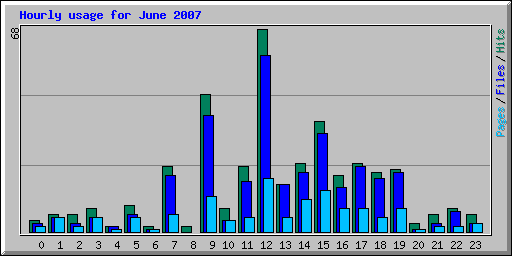 Hourly usage for June 2007
68
Pages / Files / Hits
0 1 2 3 4 5 6 7 8 9 10 11 12 13 14 15 16 17 18 19 20 21 22 23